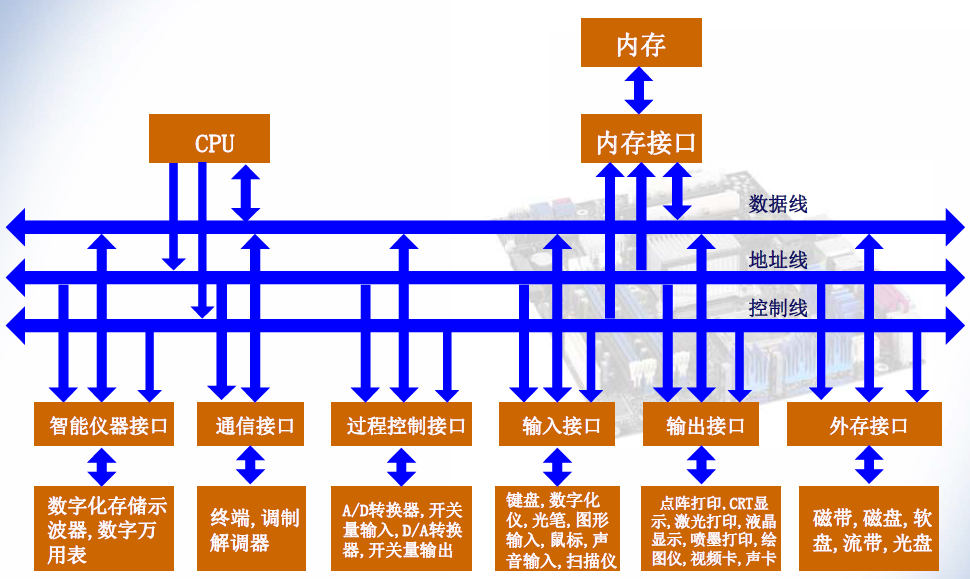 内存
CPU
内存接口
数据线
地址线
控制线
智能仪器接口
通信接口
过程控制接口
输入接口
输出接口
外存接口
数字化存储示
波器,数字万
用表
终端,调制
解调器
A/D转换器,开关
量输入,D/A转换
器,开关量输出
键盘,数字化
仪,光笔,图形
输入,鼠标,声
音输入,扫描仪
点阵打印.CRT显
示,激光打印,液晶
显示,喷墨打印,绘
图仪,视频卡,声卡
磁带,磁盘,软
盘,流带,光盘